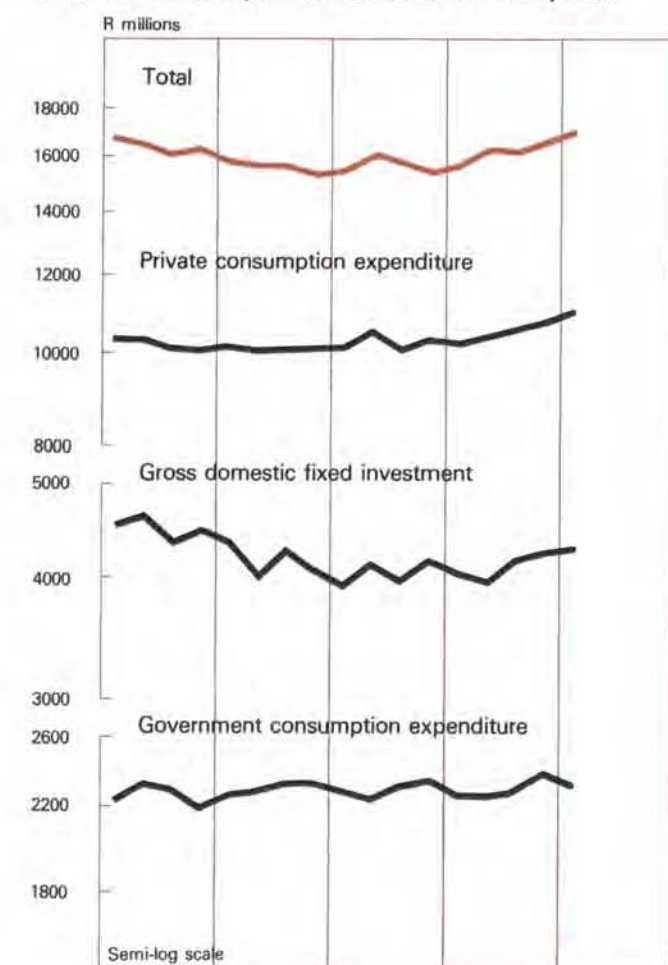 R millions
Total
18000
16000
14000
Private consumption expenditure
12000
10000
8000
Gross domestic fixed investment
5000
4000
3000
Government consumption expenditure
2600
2200
1800
Semi-log scale